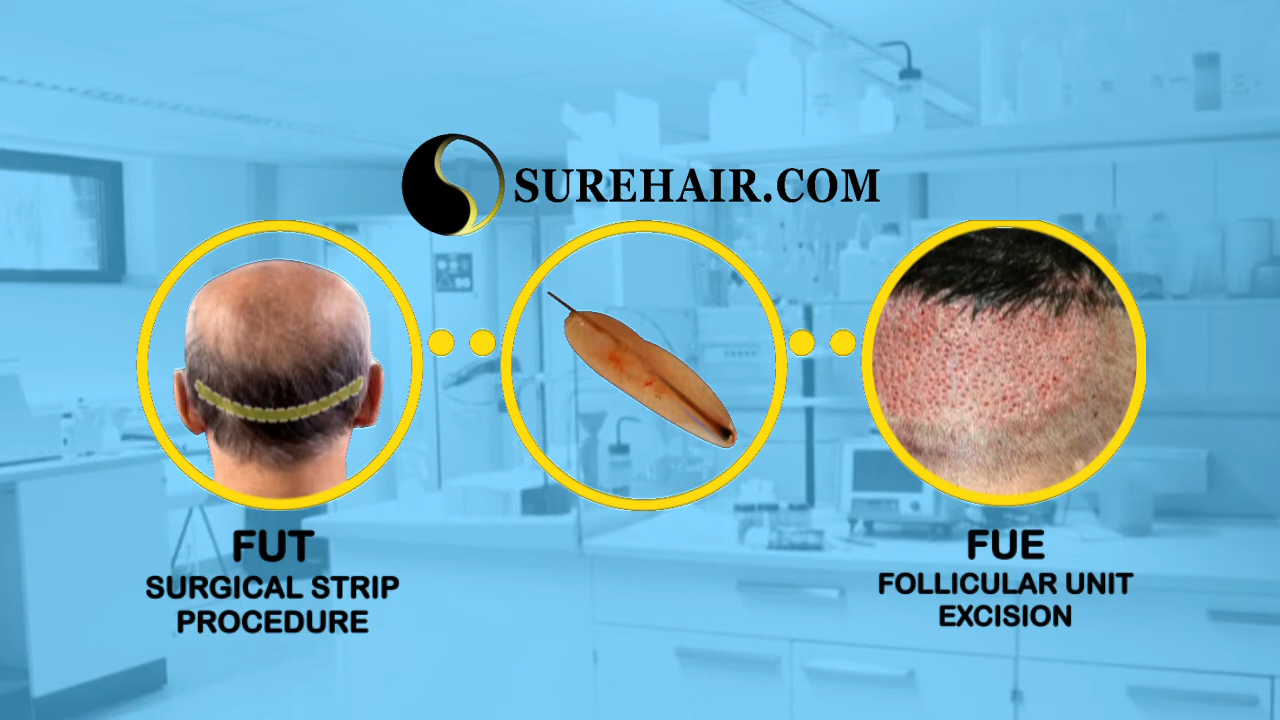 SUREHAIR.COM
FUT
SURGICAL STRIP
PROCEDURE
FUE
FOLLICULAR UNIT
EXCISION